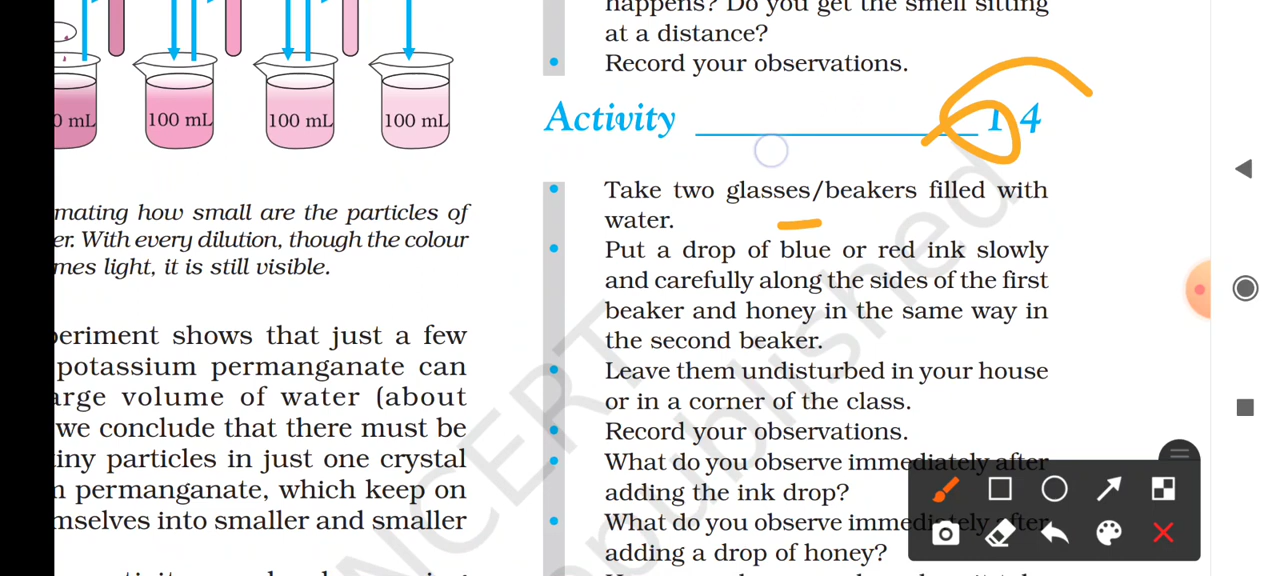 happens? Do you get the smell sitting
at a distance?
Record your observations.
0 mL
100 mL
100 mL
100 mL
Activity 1 4
Take two glasses/beakers filled with
water.
Put a drop of blue or red ink slowly
and carefully along the sides of the first
beaker and honey in the same way in
the second beaker.
Leave them undisturbed in your house
or in a corner of the class.
Record your observations.
What do you observe immediately after
adding the ink drop?
What do you observe immediately after
adding a drop of honey?
mating how small are the particles of
er. With every dilution, though the colour
mes light, it is still visible.
periment shows that just a few
potassium permanganate can
arge volume of water (about
we conclude that there must be
tiny particles in just one crystal
m permanganate, which keep on
mselves into smaller and smaller
NCERT
republished